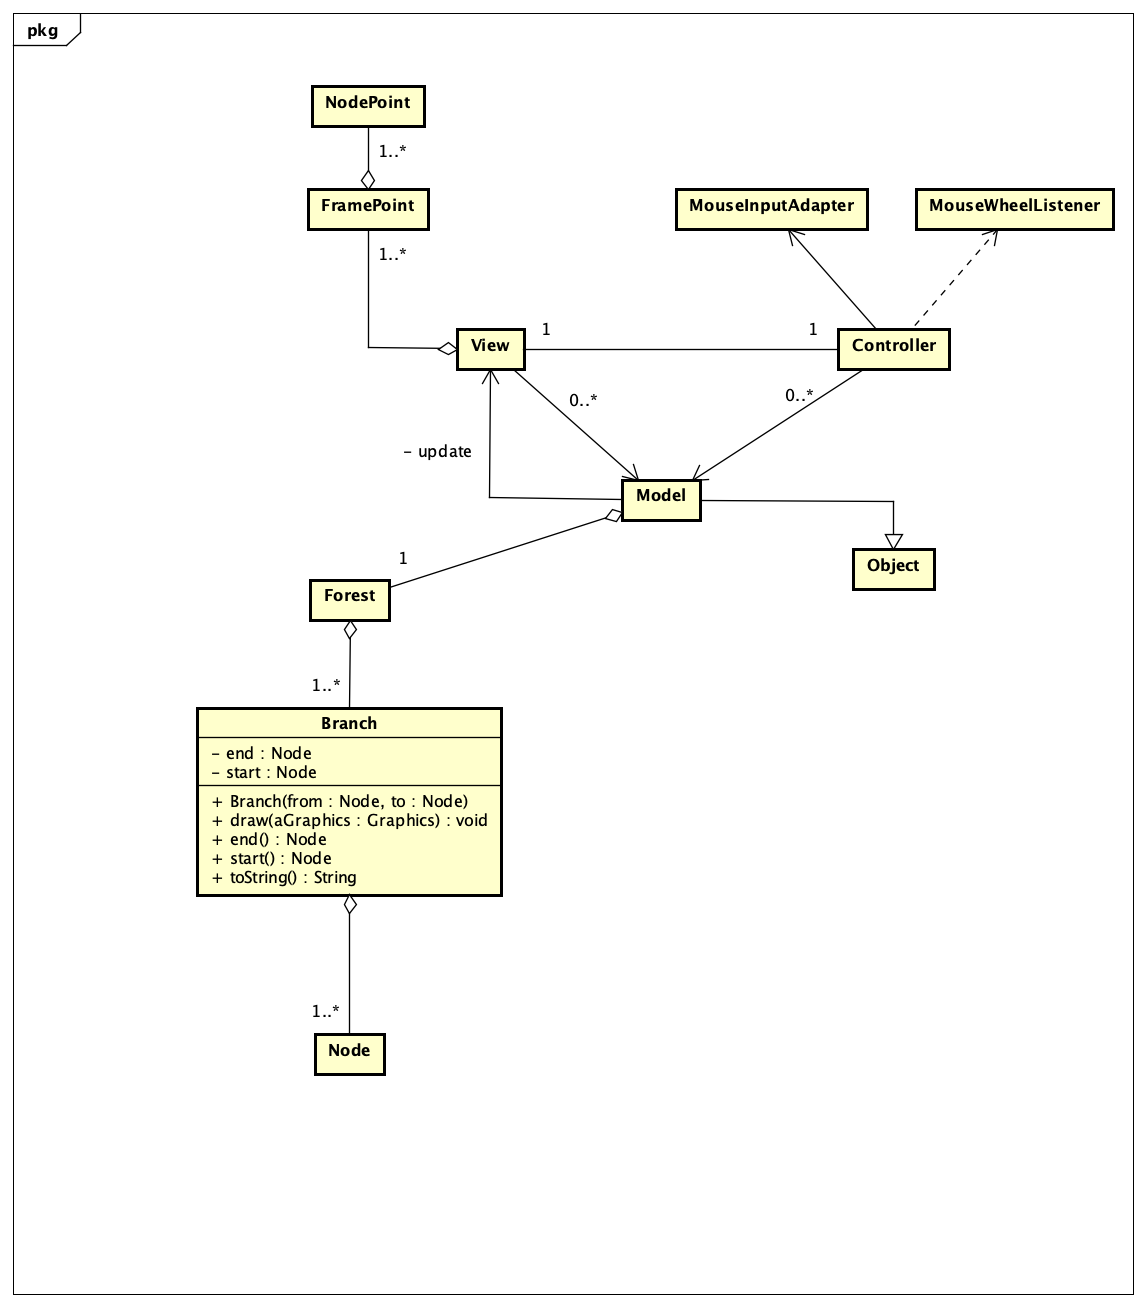 pkg
NodePoint
1..*
FramePoint
MouseInputAdapter
MouseWheelListener
1..*
View
1
1
Controller
0..*
0..*
- update
Model
Object
1
Forest
1..*
Branch
- end : Node
- start : Node
+ Branch(from : Node, to : Node)
+ draw(aGraphics : Graphics) : void
+ end() : Node
+ start() : Node
+ toString() : String
1..*
Node